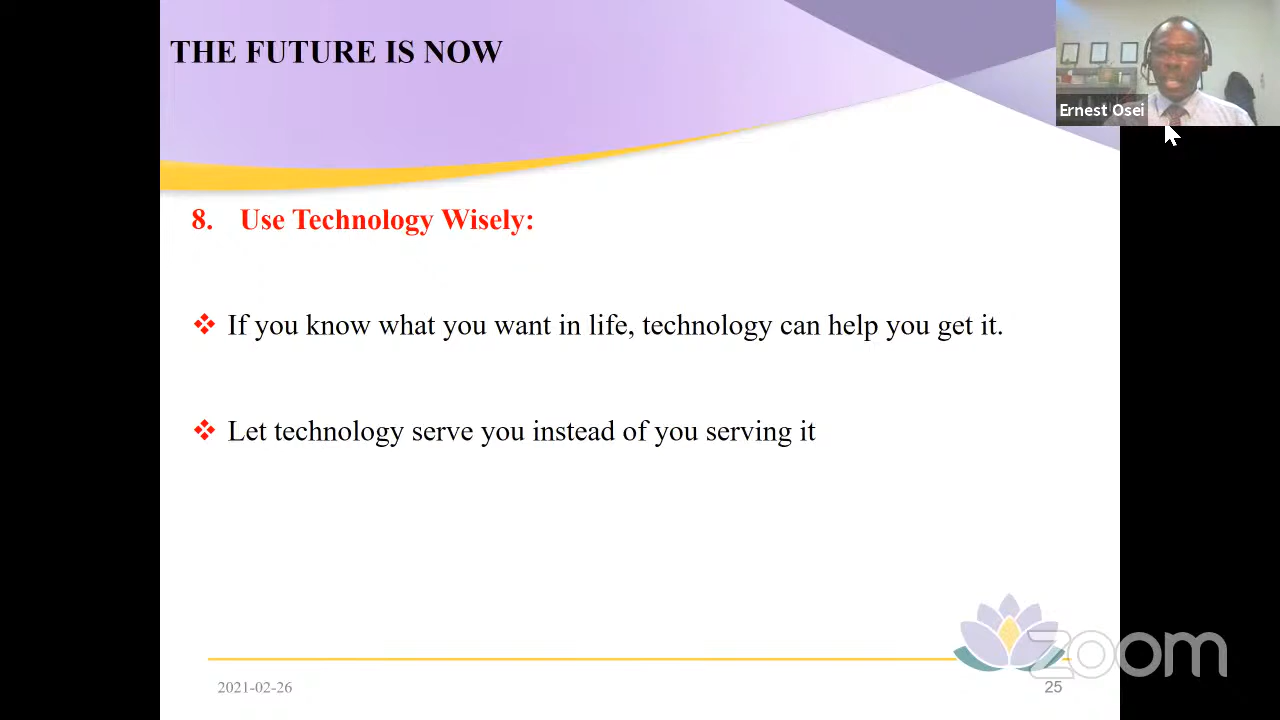 THE FUTURE IS NOW
Ernest Osei
8. Use Technology Wisely:
If you know what you want in life, technology can help you get it.
Let technology serve you instead of you serving it
zoom
2021-02-26
25